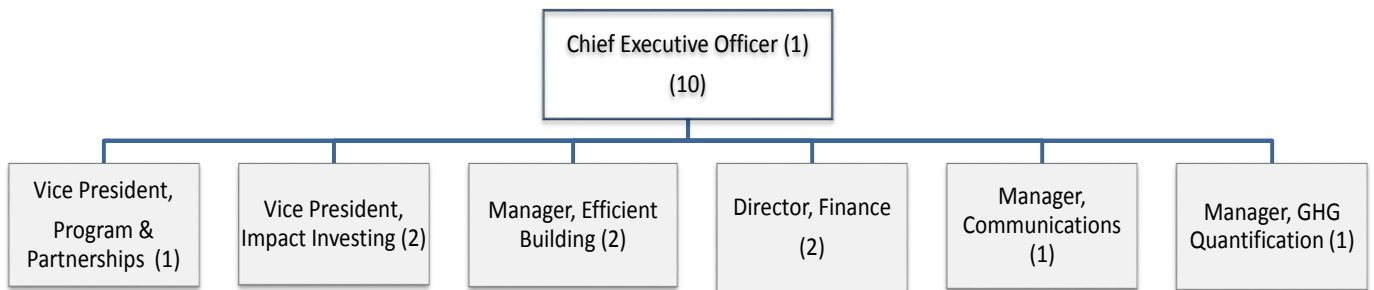 Chief Executive Officer (1)
(10)
Vice President,
Program &
Partnerships (1)
Vice President,
Impact Investing (2)
Manager, Efficient
Building (2)
Director, Finance
(2)
Manager,
Communications
(1)
Manager, GHG
Quantification (1)